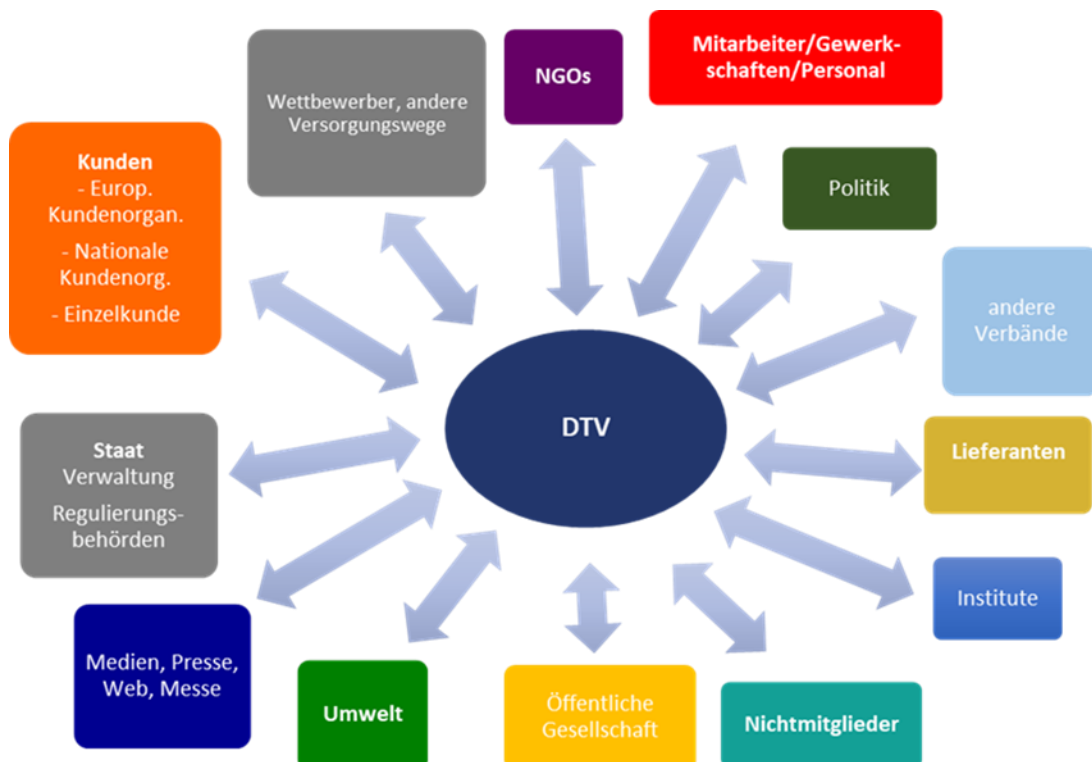 NGOs
Mitarbeiter/Gewerk-
schaften/Personal
Wettbewerber, andere
Versorgungswege
Kunden
- Europ.
Kundenorgan.
- Nationale
Kundenorg.
- Einzelkunde
Politik
andere
Verbände
DTV
Staat
Verwaltung
Regulierungs-
behörden
Lieferanten
Institute
Medien, Presse,
Web, Messe
Umwelt
Öffentliche
Gesellschaft
Nichtmitglieder